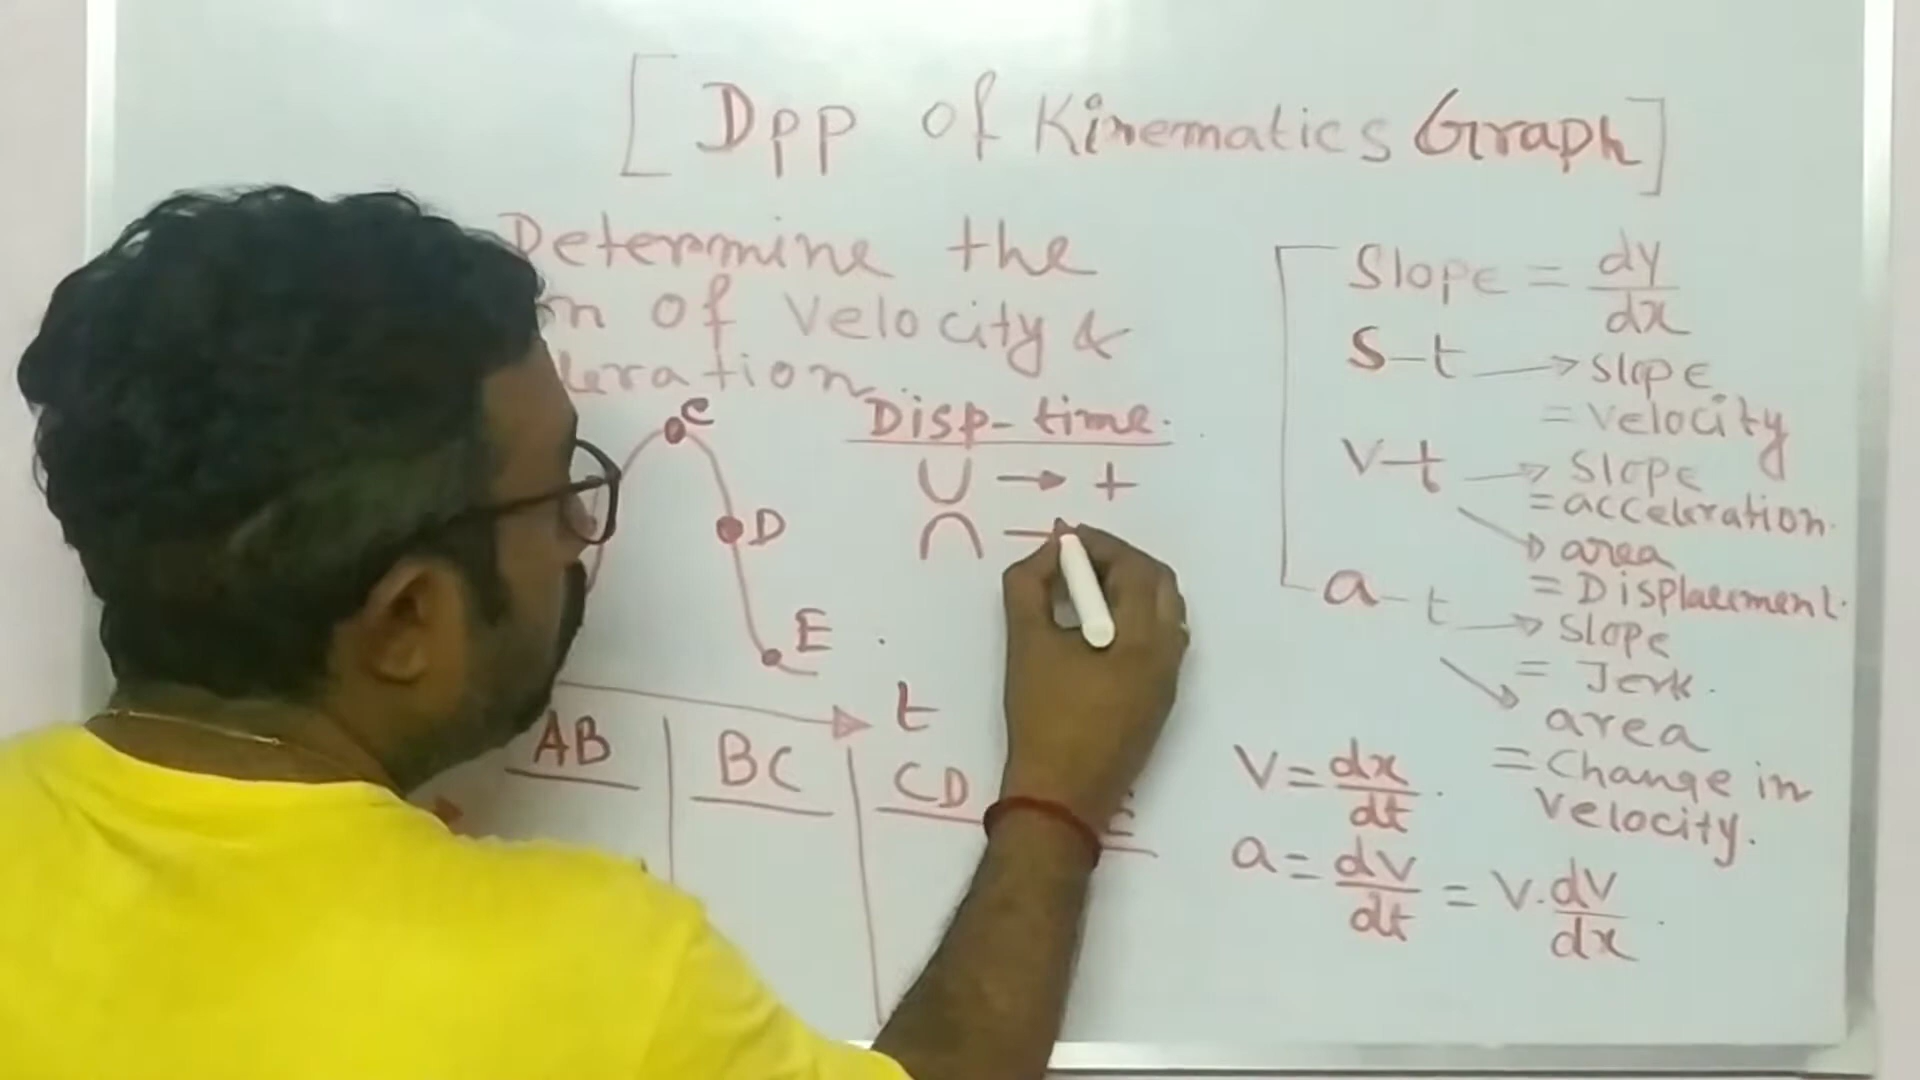 [ Dpp of Kinematics Graph ]
Determine the
of Velocity &
Disp- time.
∪ → +
∩ —
C
D
E
t
AB | BC | CD
Slope = dy/dx
S-t → slope
= velocity
V-t → slope
= acceleration.
→ area
= Displacement.
a-t → slope
= Jerk.
→ area
= Change in
velocity.
V = dx/dt .
a = dv/dt = V. dv/dx .